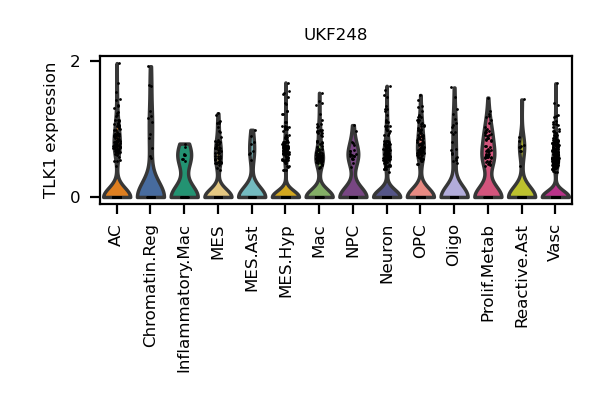 UKF248
TLK1 expression
2
0
AC
Chromatin.Reg
Inflammatory.Mac
MES
MES.Ast
MES.Hyp
Mac
NPC
Neuron
OPC
Oligo
Prolif.Metab
Reactive.Ast
Vasc